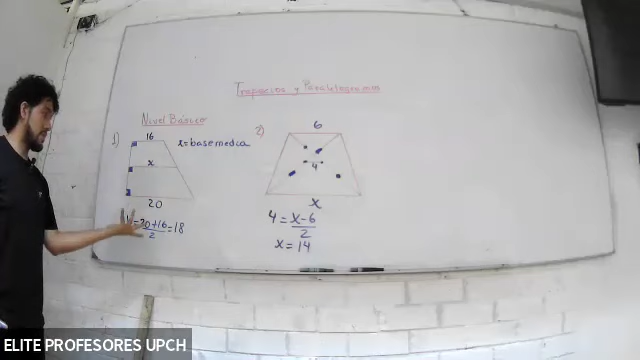 Trapecios y Paralelogramos
Nivel Básico
1)
16
x = base media
x
20
=20+16=18
2
2)
6
4
x
4 = x-6
2
x = 14
ELITE PROFESORES UPCH